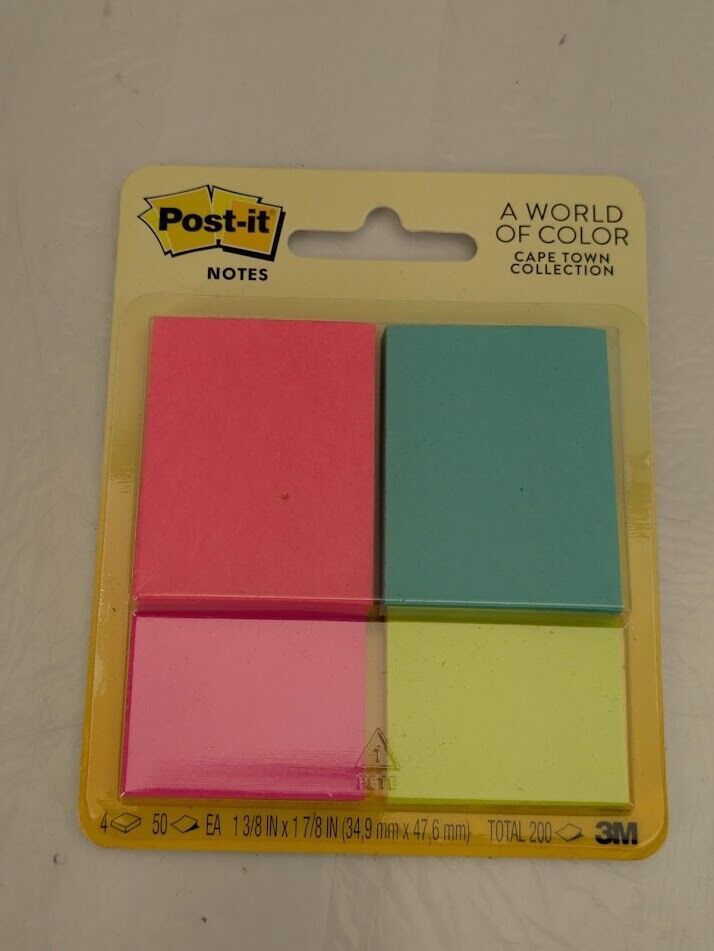 Post-it
NOTES
A WORLD
OF COLOR
CAPE TOWN
COLLECTION
1
PETE
4 50 EA 1 3/8 IN x 1 7/8 IN (34,9 mm x 47,6 mm) TOTAL 200 3M